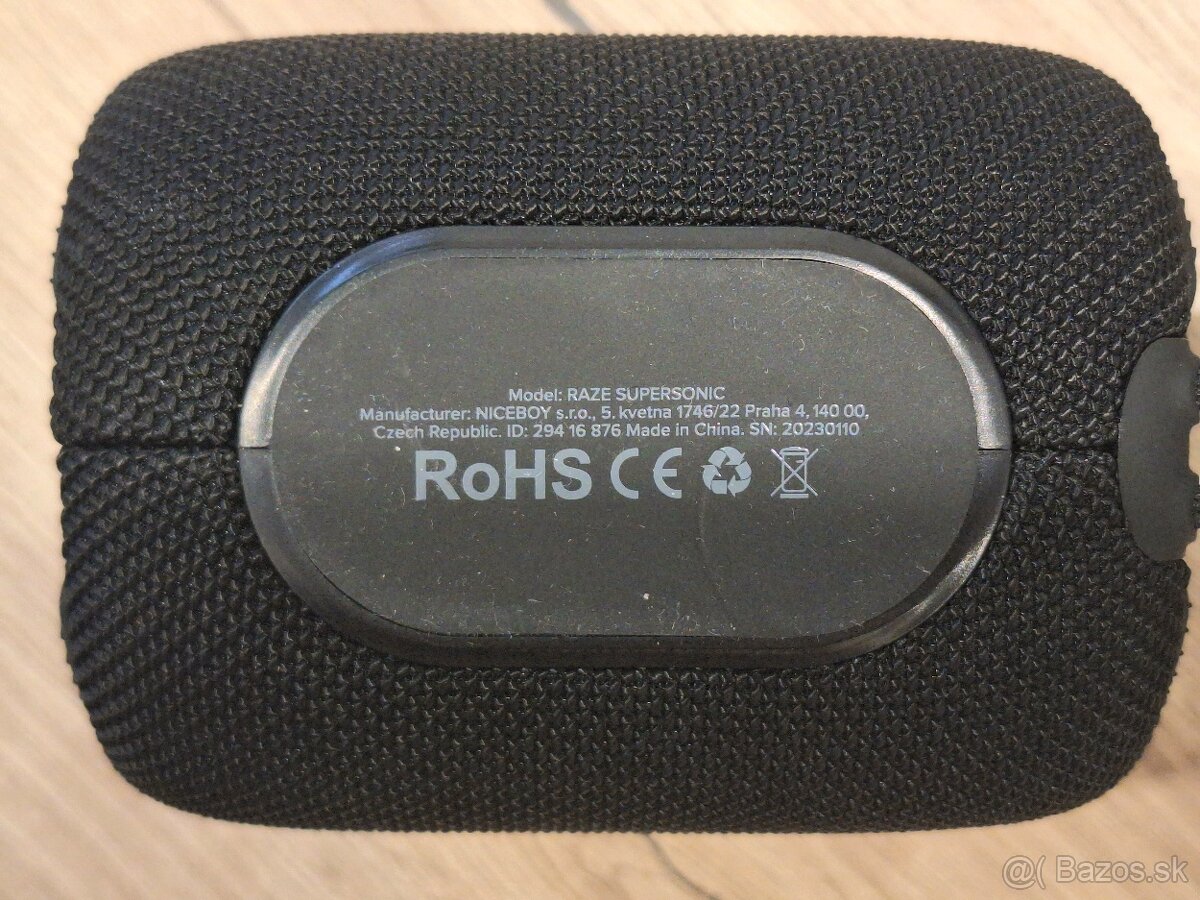 Model: RAZE SUPERSONIC
Manufacturer: NICEBOY s.r.o., 5. kvetna 1746/22 Praha 4, 140 00,
Czech Republic. ID: 294 16 876 Made in China. SN: 20230110
RoHS CE
@( Bazos.sk